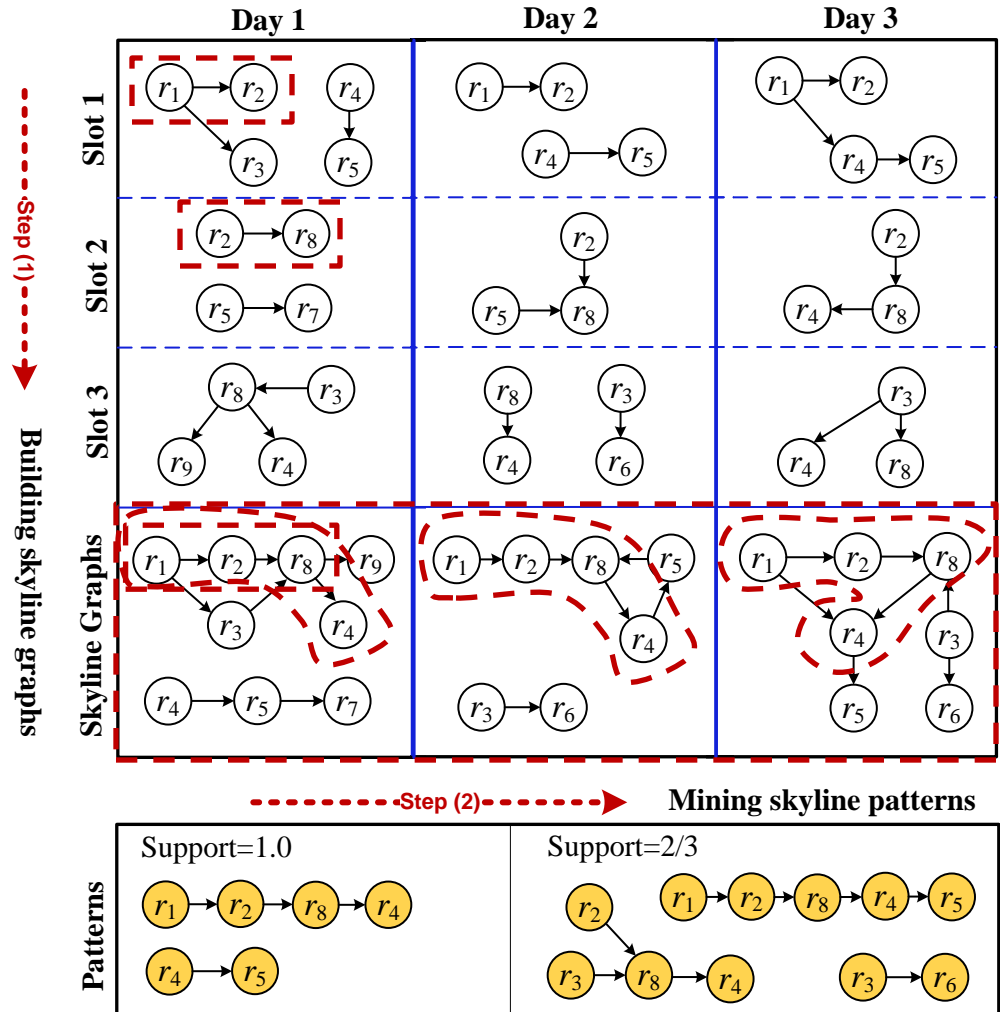 Day 1 Day 2 Day 3
Slot 1
r1 r2 r4 r1 r2 r1 r2
r3 r5 r4 r5 r4 r5
Step (1)
Slot 2
r2 r8 r2 r2
r5 r7 r5 r8 r4 r8
Slot 3
r8 r3 r8 r3 r3
r9 r4 r4 r6 r4 r8
Building skyline graphs
Skyline Graphs
r1 r2 r8 r9 r1 r2 r8 r5 r1 r2 r8
r3 r4 r4 r4 r3
r4 r5 r7 r3 r6 r5 r6
Step (2) Mining skyline patterns
Patterns
Support=1.0 Support=2/3
r1 r2 r8 r4 r2 r1 r2 r8 r4 r5
r4 r5 r3 r8 r4 r3 r6